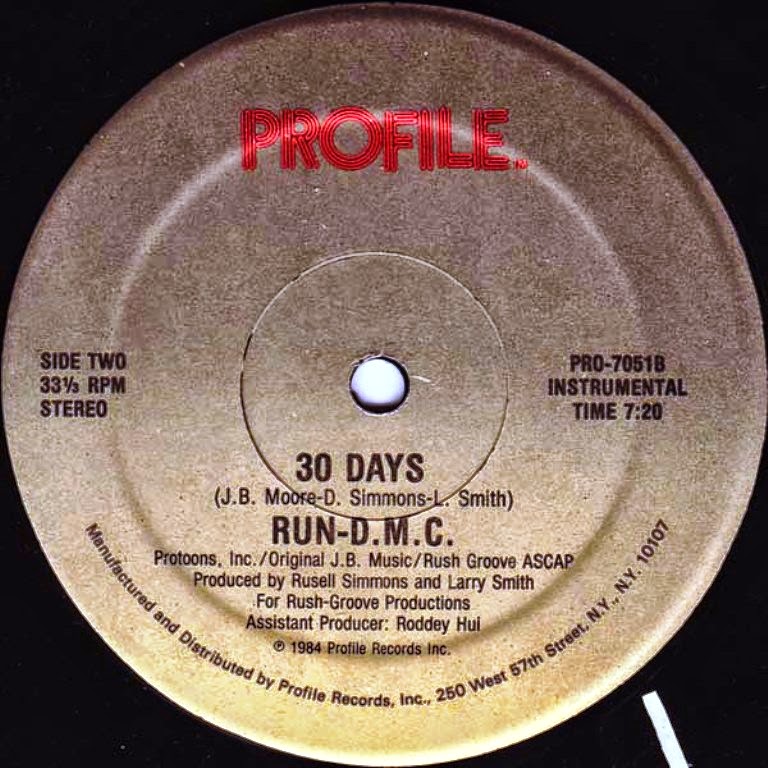 PROFILE
SIDE TWO
33⅓ RPM
STEREO
PRO-7051B
INSTRUMENTAL
TIME 7:20
30 DAYS
(J.B. Moore-D. Simmons-L. Smith)
RUN-D.M.C.
Protoons, Inc./Original J.B. Music/Rush Groove ASCAP
Produced by Rusell Simmons and Larry Smith
For Rush-Groove Productions
Assistant Producer: Roddey Hui
℗ 1984 Profile Records Inc.
Manufactured and Distributed by Profile Records, Inc., 250 West 57th Street, N.Y., N.Y. 10107